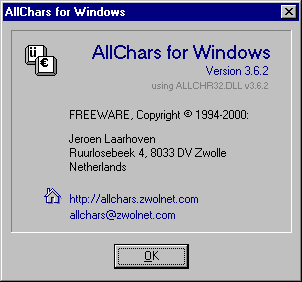 AllChars for Windows
ü
€
AllChars for Windows
Version 3.6.2
using ALLCHR32.DLL v3.6.2
FREEWARE, Copyright © 1994-2000:
Jeroen Laarhoven
Ruurlosebeek 4, 8033 DV Zwolle
Netherlands
http://allchars.zwolnet.com
allchars@zwolnet.com
OK